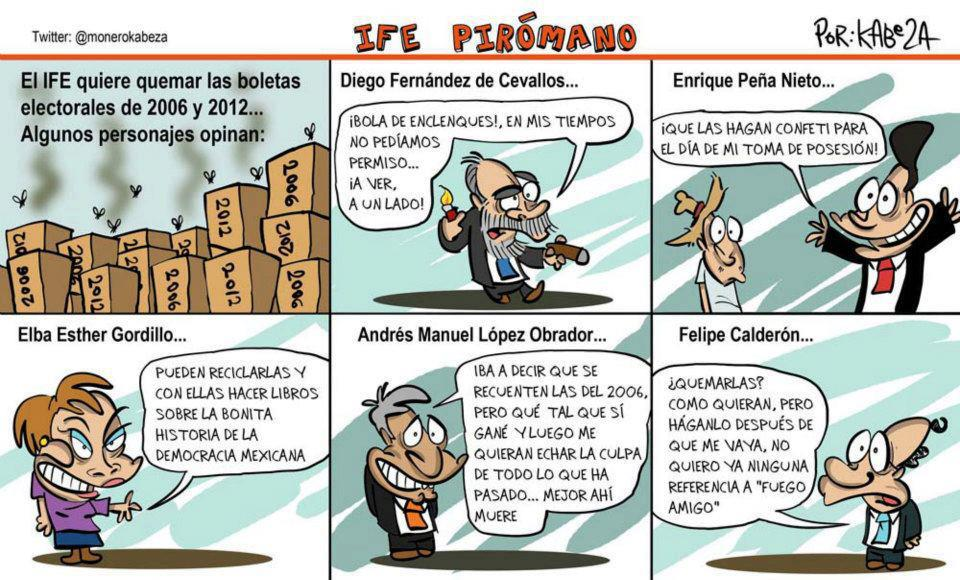 Twitter: @monerokabeza
IFE PIRÓMANO
POR: KABEZA
El IFE quiere quemar las boletas
electorales de 2006 y 2012...
Algunos personajes opinan:
2006
2012
2012
2012
2006
2012
2012
2006
2012
2006
Diego Fernández de Cevallos...
¡BOLA DE ENCLENQUES!, EN MIS TIEMPOS
NO PEDÍAMOS
PERMISO...
¡A VER,
A UN LADO!
Enrique Peña Nieto...
¡QUE LAS HAGAN CONFETI PARA
EL DÍA DE MI TOMA DE POSESIÓN!
Elba Esther Gordillo...
PUEDEN RECICLARLAS Y
CON ELLAS HACER LIBROS
SOBRE LA BONITA
HISTORIA DE LA
DEMOCRACIA MEXICANA
Andrés Manuel López Obrador...
IBA A DECIR QUE SE
RECUENTEN LAS DEL 2006,
PERO QUÉ TAL QUE SÍ
GANÉ Y LUEGO ME
QUIERAN ECHAR LA CULPA
DE TODO LO QUE HA
PASADO... MEJOR AHÍ
MUERE
Felipe Calderón...
¿QUEMARLAS?
COMO QUIERAN, PERO
HÁGANLO DESPUÉS DE
QUE ME VAYA, NO
QUIERO YA NINGUNA
REFERENCIA A "FUEGO
AMIGO"